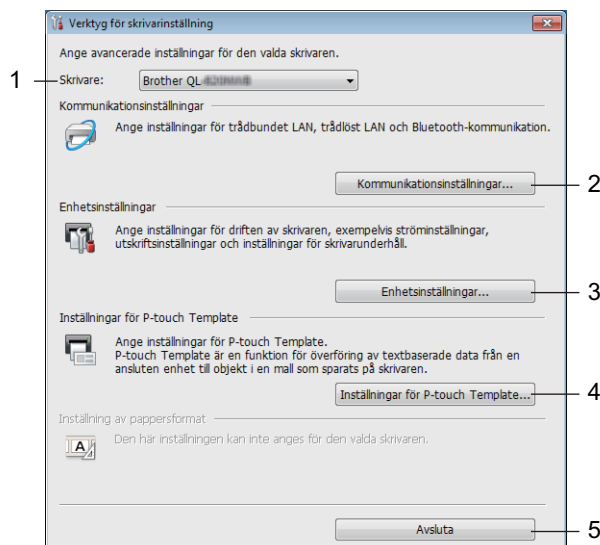 Verktyg för skrivarinställning
Ange avancerade inställningar för den valda skrivaren.
1
Skrivare:
Brother QL
Kommunikationsinställningar
Ange inställningar för trådbundet LAN, trådlöst LAN och Bluetooth-kommunikation.
Kommunikationsinställningar...
2
Enhetsinställningar
Ange inställningar för driften av skrivaren, exempelvis ströminställningar,
utskriftsinställningar och inställningar för skrivarunderhåll.
Enhetsinställningar...
3
Inställningar för P-touch Template
Ange inställningar för P-touch Template.
P-touch Template är en funktion för överföring av textbaserade data från en
ansluten enhet till objekt i en mall som sparats på skrivaren.
Inställningar för P-touch Template...
4
Inställning av pappersformat
A
Den här inställningen kan inte anges för den valda skrivaren.
Avsluta
5